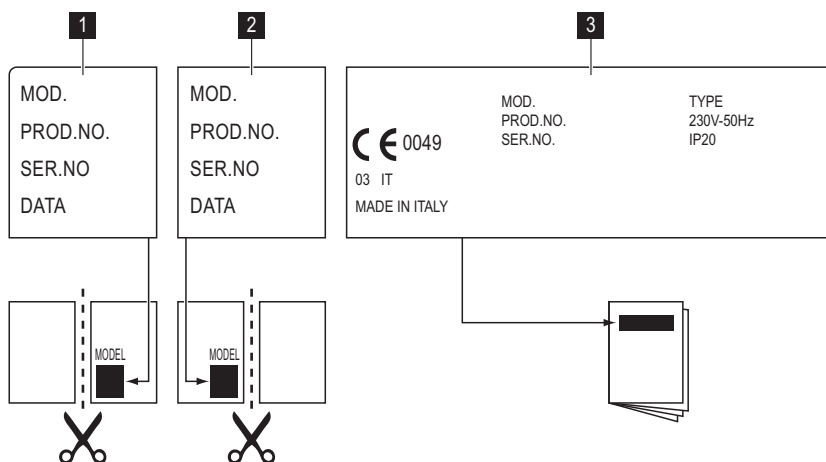 1
2
3
MOD.
PROD.NO.
SER.NO
DATA
MOD.
PROD.NO.
SER.NO
DATA
MOD.
PROD.NO.
SER.NO.
TYPE
230V-50Hz
IP20
CE 0049
03 IT
MADE IN ITALY
MODEL
MODEL